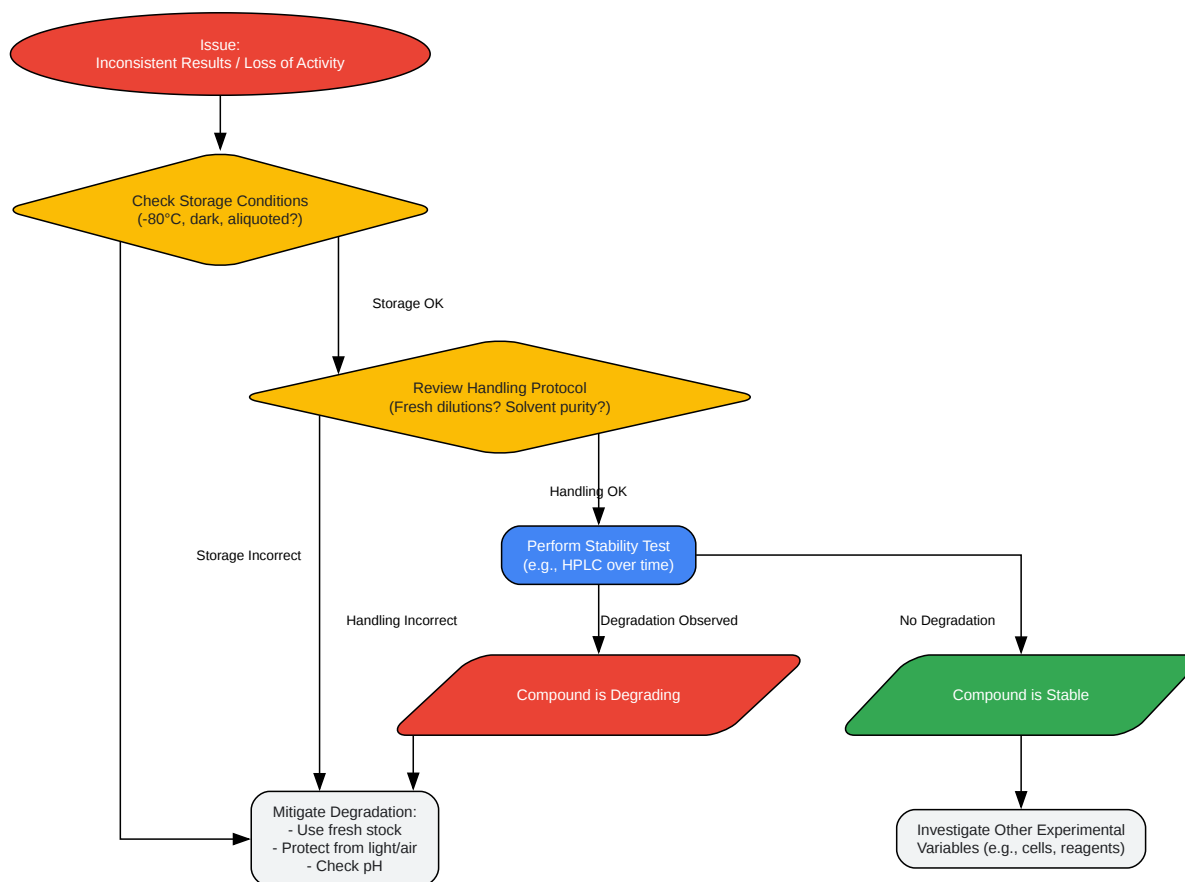 Issue:
Inconsistent Results / Loss of Activity
Check Storage Conditions
(-80°C, dark, aliquoted?)
Storage OK
Review Handling Protocol
(Fresh dilutions? Solvent purity?)
Handling OK
Perform Stability Test
(e.g., HPLC over time)
Storage Incorrect
Handling Incorrect
Degradation Observed
No Degradation
Compound is Degrading
Compound is Stable
Mitigate Degradation:
- Use fresh stock
- Protect from light/air
- Check pH
Investigate Other Experimental
Variables (e.g., cells, reagents)